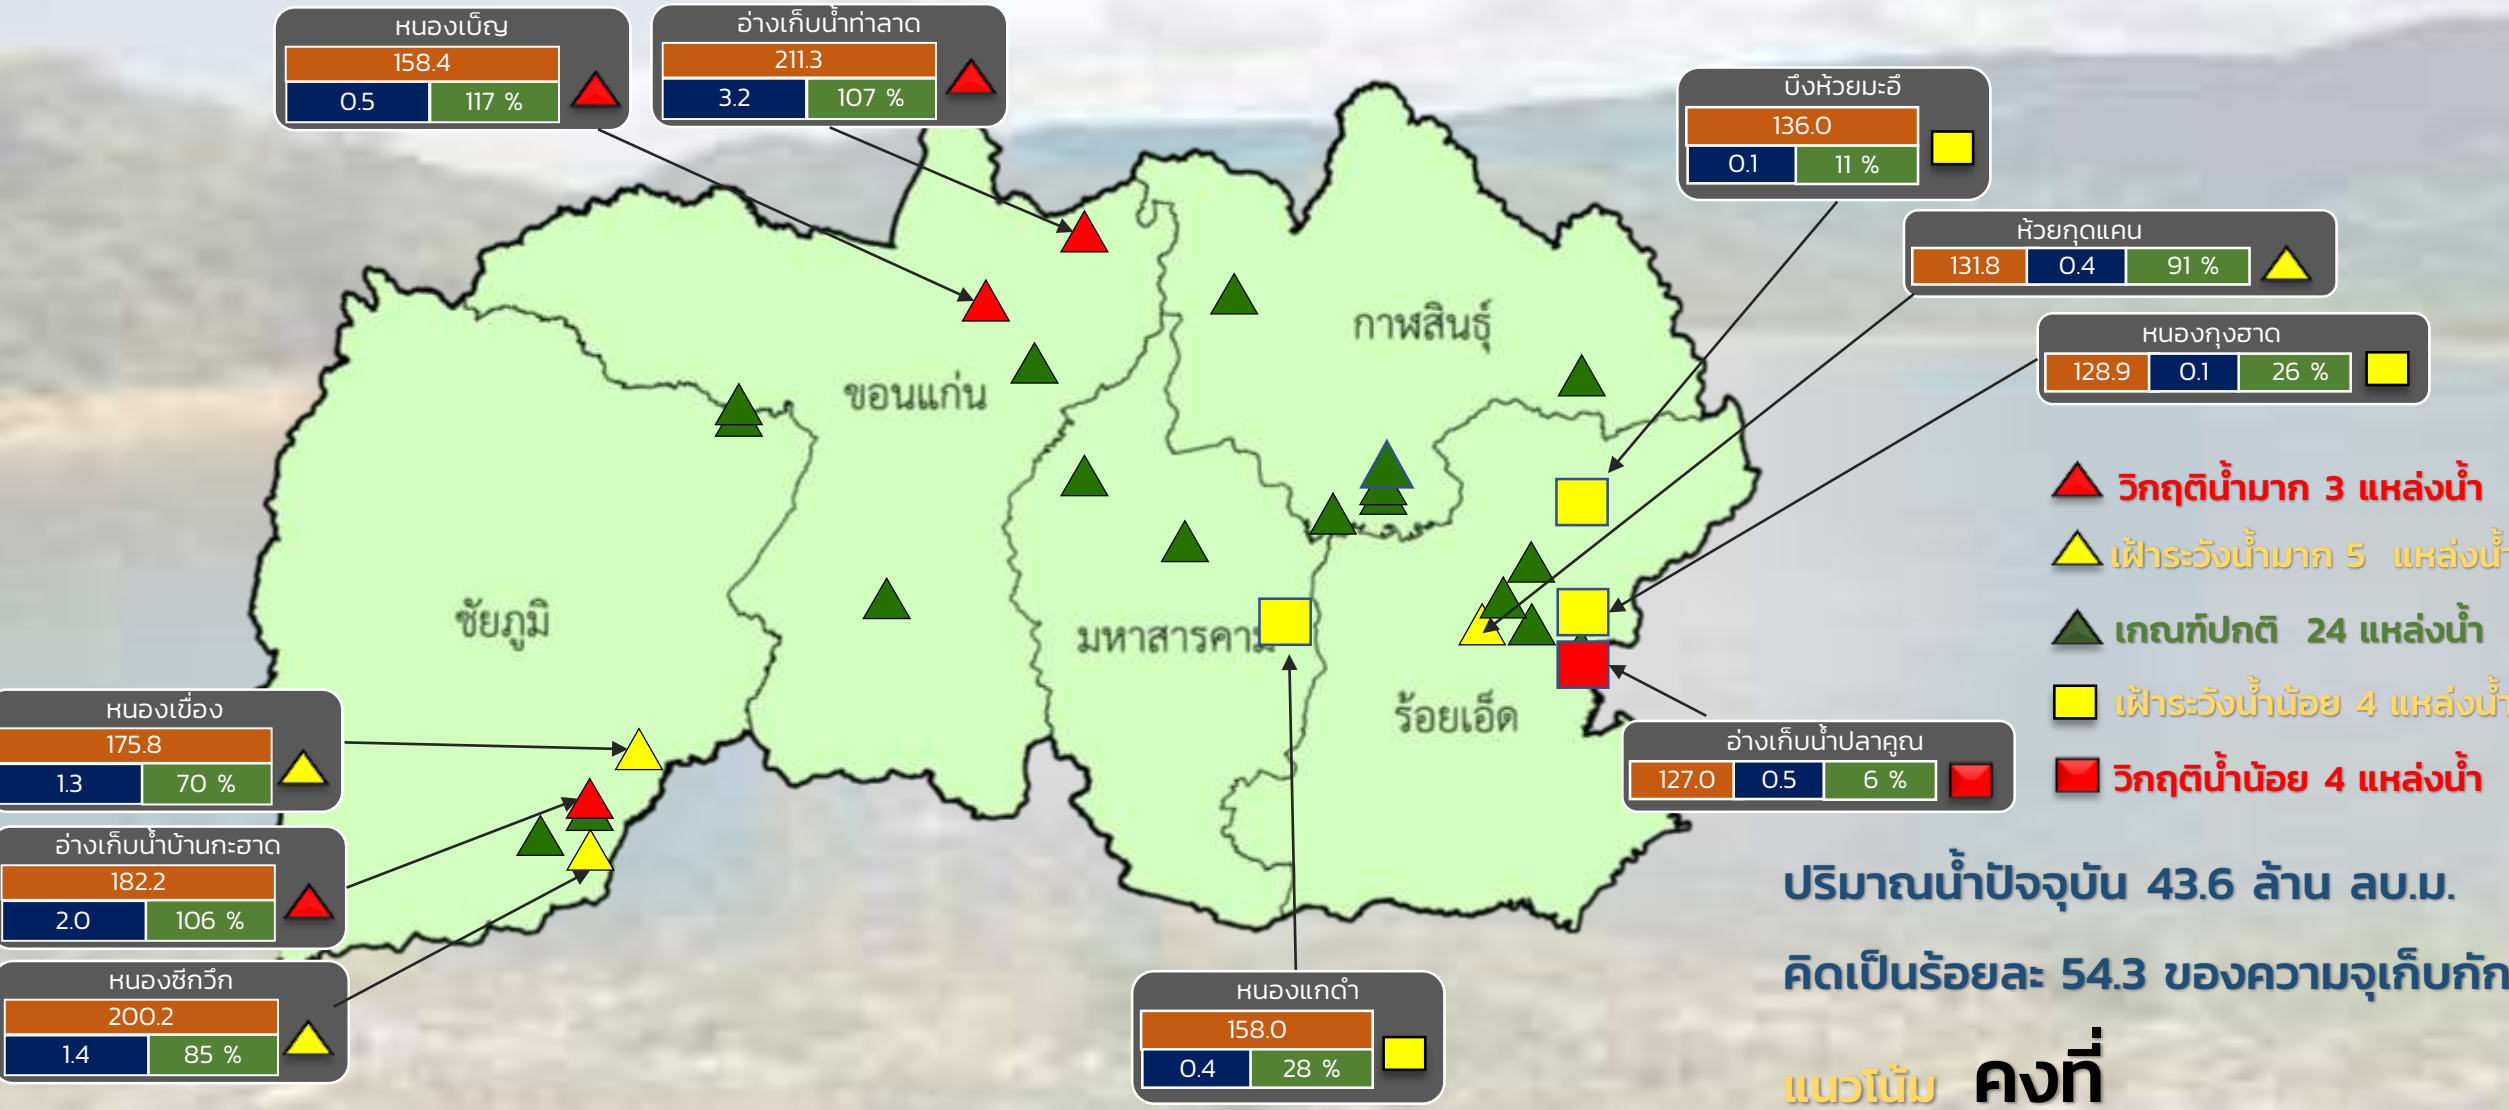 หนองเบ็ญ
158.4
0.5 117 %
อ่างเก็บน้ำท่าลาด
211.3
3.2 107 %
บึงห้วยมะอึ
136.0
0.1 11 %
ห้วยกุดแคน
131.8 0.4 91 %
หนองกุงฮาด
128.9 0.1 26 %
กาฬสินธุ์
ขอนแก่น
ชัยภูมิ
มหาสารคาม
ร้อยเอ็ด
วิกฤติน้ำมาก 3 แหล่งน้ำ
เฝ้าระวังน้ำมาก 5 แหล่งน้ำ
เกณฑ์ปกติ 24 แหล่งน้ำ
เฝ้าระวังน้ำน้อย 4 แหล่งน้ำ
วิกฤติน้ำน้อย 4 แหล่งน้ำ
หนองเขื่อง
175.8
1.3 70 %
อ่างเก็บน้ำบ้านกะฮาด
182.2
2.0 106 %
หนองซีกวึก
200.2
1.4 85 %
อ่างเก็บน้ำปลาคูณ
127.0 0.5 6 %
หนองแกดำ
158.0
0.4 28 %
ปริมาณน้ำปัจจุบัน 43.6 ล้าน ลบ.ม.
คิดเป็นร้อยละ 54.3 ของความจุเก็บกัก
แนวโน้ม คงที่